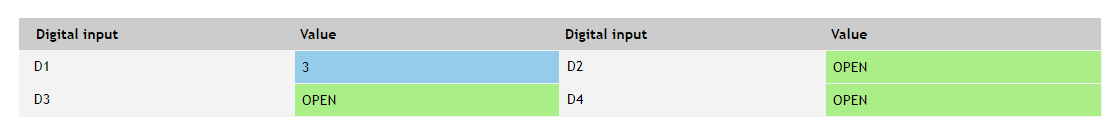 Digital input Value Digital input Value
D1 3 D2 OPEN
D3 OPEN D4 OPEN